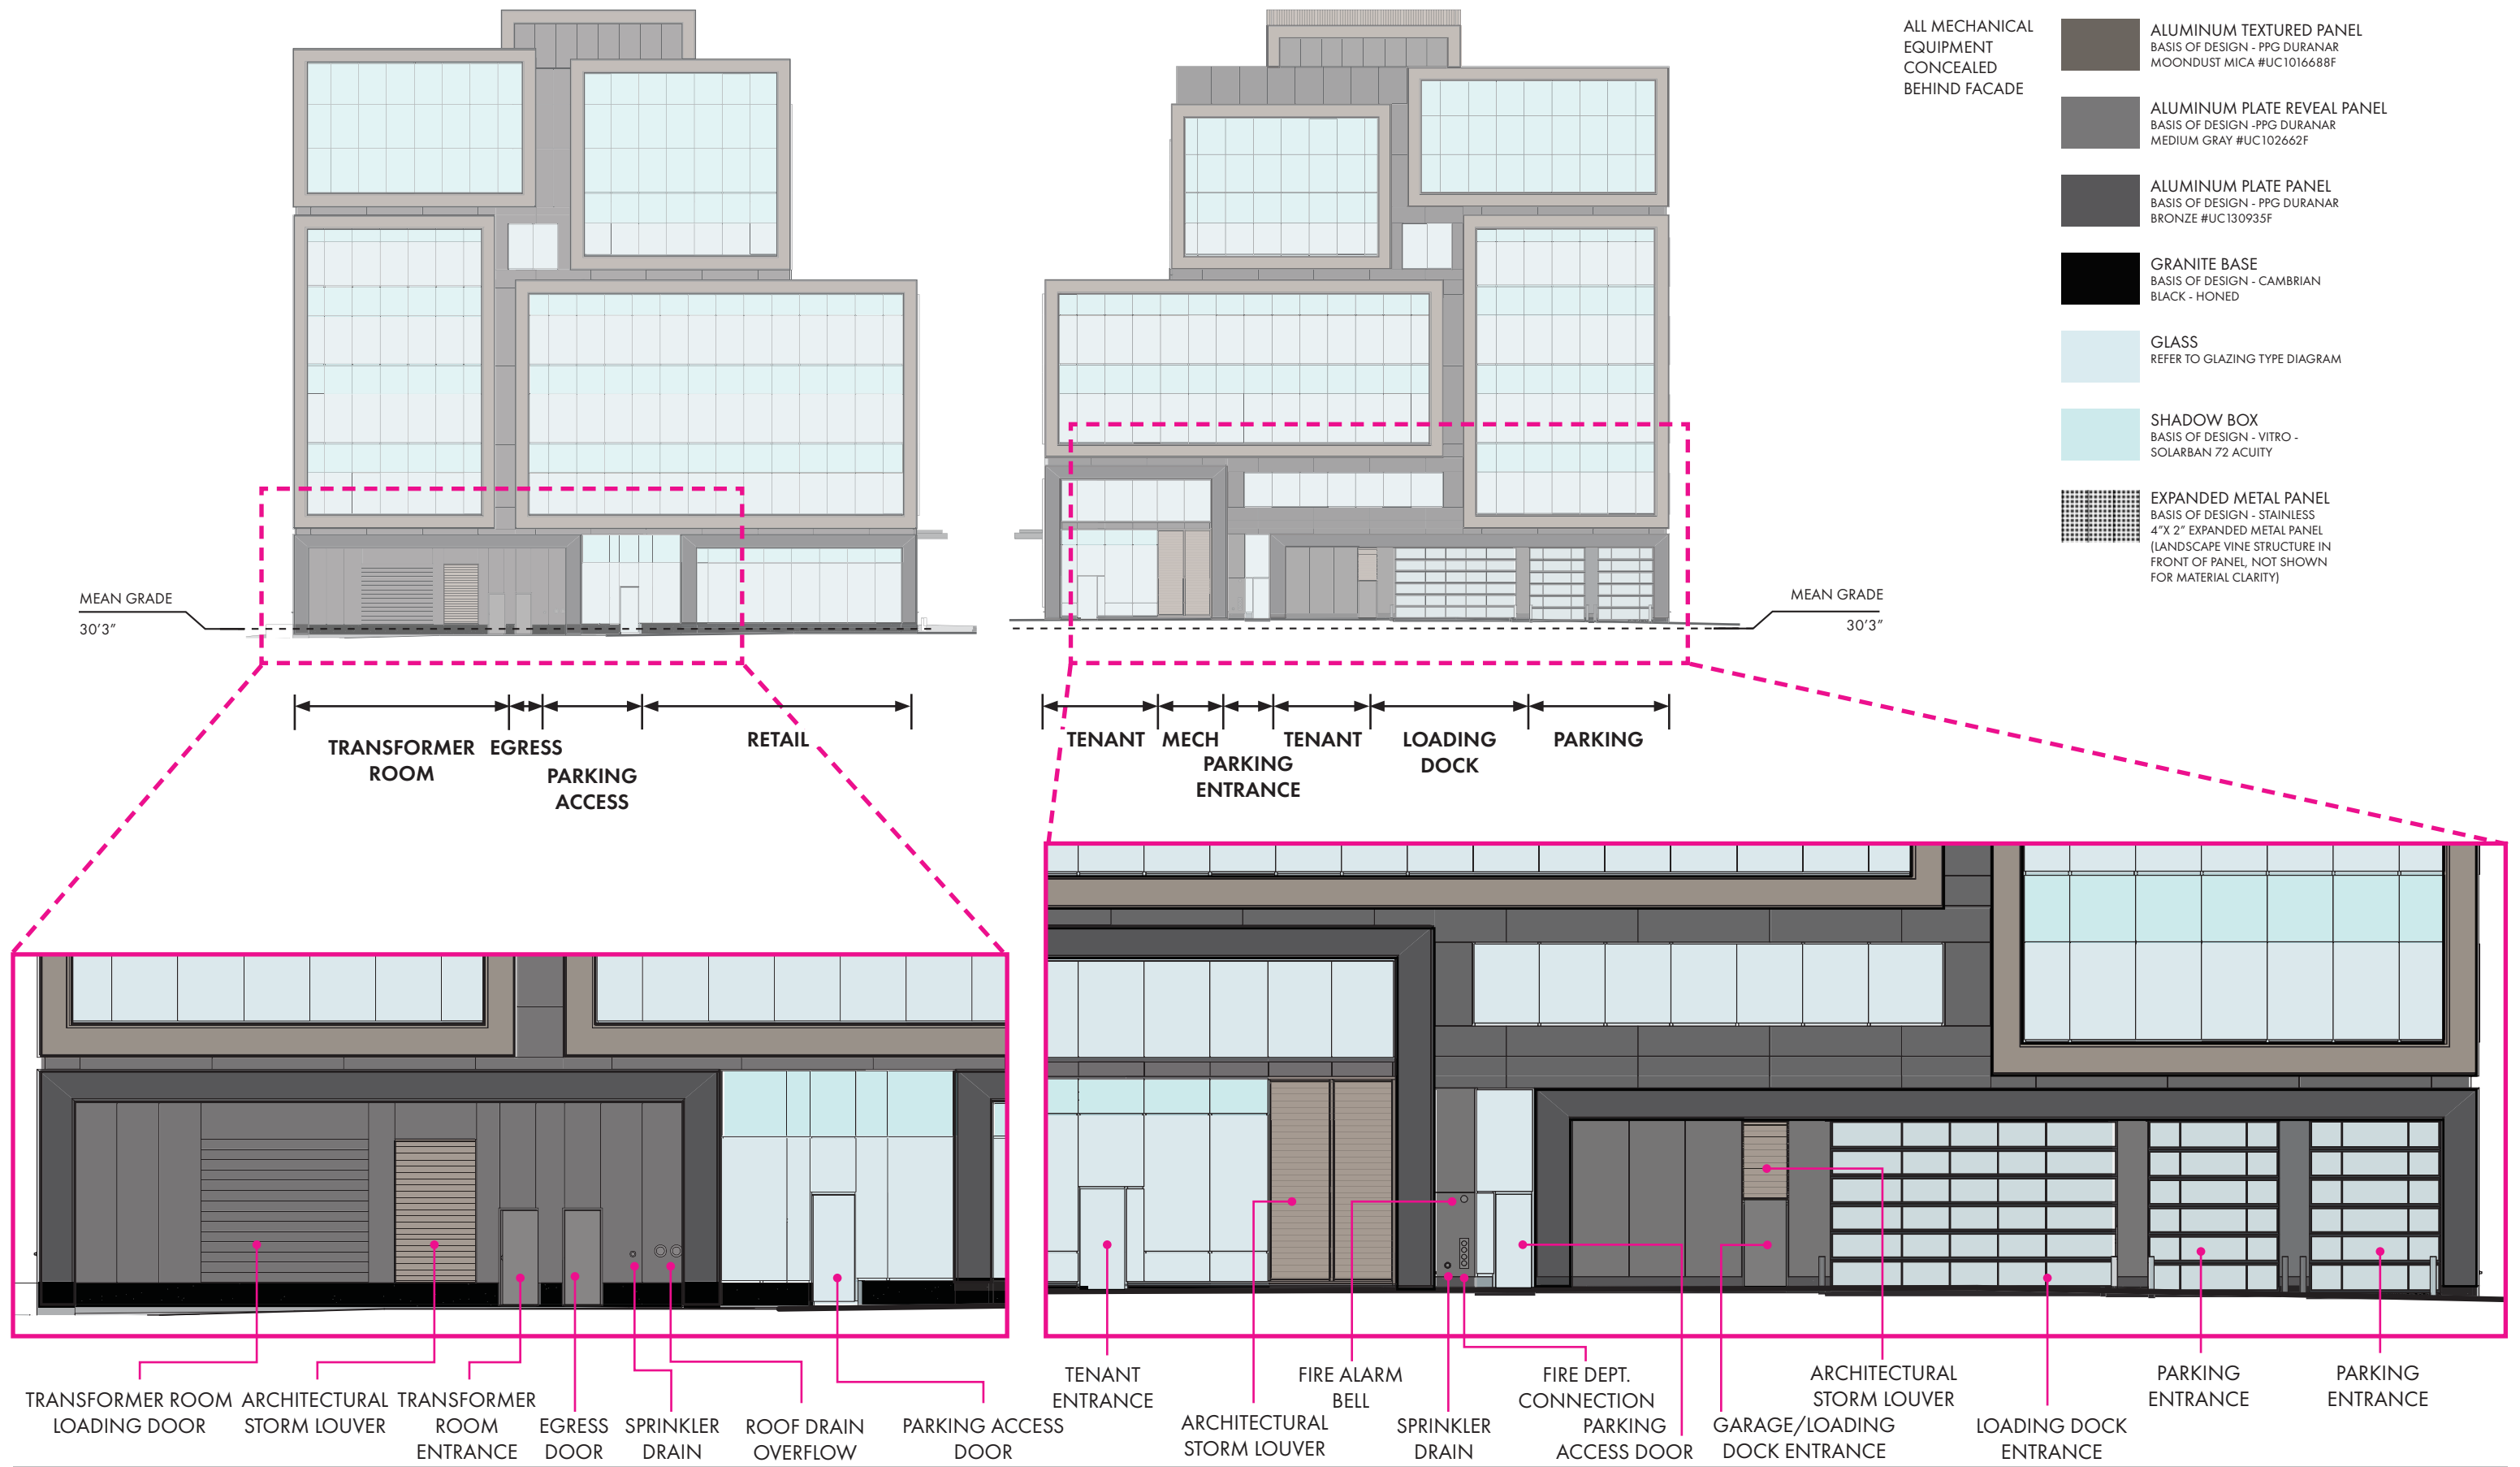 ALL MECHANICAL
EQUIPMENT
CONCEALED
BEHIND FACADE
ALUMINUM TEXTURED PANEL
BASIS OF DESIGN - PPG DURANAR
MOONDUST MICA #UC1016688F
ALUMINUM PLATE REVEAL PANEL
BASIS OF DESIGN -PPG DURANAR
MEDIUM GRAY #UC102662F
ALUMINUM PLATE PANEL
BASIS OF DESIGN - PPG DURANAR
BRONZE #UC130935F
GRANITE BASE
BASIS OF DESIGN - CAMBRIAN
BLACK - HONED
GLASS
REFER TO GLAZING TYPE DIAGRAM
SHADOW BOX
BASIS OF DESIGN - VITRO -
SOLARBAN 72 ACUITY
EXPANDED METAL PANEL
BASIS OF DESIGN - STAINLESS
4”X 2” EXPANDED METAL PANEL
(LANDSCAPE VINE STRUCTURE IN
FRONT OF PANEL, NOT SHOWN
FOR MATERIAL CLARITY)
MEAN GRADE
30’3”
MEAN GRADE
30’3”
TRANSFORMER
ROOM
EGRESS
PARKING
ACCESS
RETAIL
TENANT
MECH
PARKING
ENTRANCE
TENANT
LOADING
DOCK
PARKING
TRANSFORMER ROOM
LOADING DOOR
ARCHITECTURAL
STORM LOUVER
TRANSFORMER
ROOM
ENTRANCE
EGRESS
DOOR
SPRINKLER
DRAIN
ROOF DRAIN
OVERFLOW
PARKING ACCESS
DOOR
TENANT
ENTRANCE
ARCHITECTURAL
STORM LOUVER
FIRE ALARM
BELL
SPRINKLER
DRAIN
FIRE DEPT.
CONNECTION
PARKING
ACCESS DOOR
GARAGE/LOADING
DOCK ENTRANCE
ARCHITECTURAL
STORM LOUVER
LOADING DOCK
ENTRANCE
PARKING
ENTRANCE
PARKING
ENTRANCE